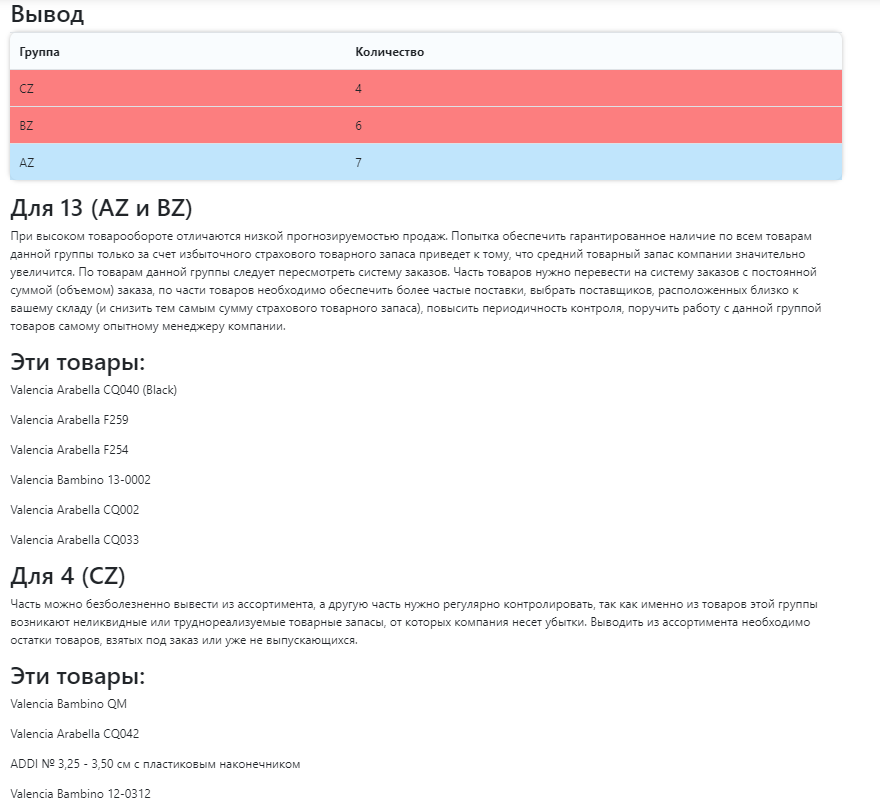 Вывод
Группа Количество
CZ 4
BZ 6
AZ 7
Для 13 (AZ и BZ)
При высоком товарообороте отличаются низкой прогнозируемостью продаж. Попытка обеспечить гарантированное наличие по всем товарам
данной группы только за счет избыточного страхового товарного запаса приведет к тому, что средний товарный запас компании значительно
увеличится. По товарам данной группы следует пересмотреть систему заказов. Часть товаров нужно перевести на систему заказов с постоянной
суммой (объемом) заказа, по части товаров необходимо обеспечить более частые поставки, выбрать поставщиков, расположенных близко к
вашему складу (и снизить тем самым сумму страхового товарного запаса), повысить периодичность контроля, поручить работу с данной группой
товаров самому опытному менеджеру компании.
Эти товары:
Valencia Arabella CQ040 (Black)
Valencia Arabella F259
Valencia Arabella F254
Valencia Bambino 13-0002
Valencia Arabella CQ002
Valencia Arabella CQ033
Для 4 (CZ)
Часть можно безболезненно вывести из ассортимента, а другую часть нужно регулярно контролировать, так как именно из товаров этой группы
возникают неликвидные или труднореализуемые товарные запасы, от которых компания несет убытки. Выводить из ассортимента необходимо
остатки товаров, взятых под заказ или уже не выпускающихся.
Эти товары:
Valencia Bambino QM
Valencia Arabella CQ042
ADDI № 3,25 - 3,50 см с пластиковым наконечником
Valencia Bambino 12-0312